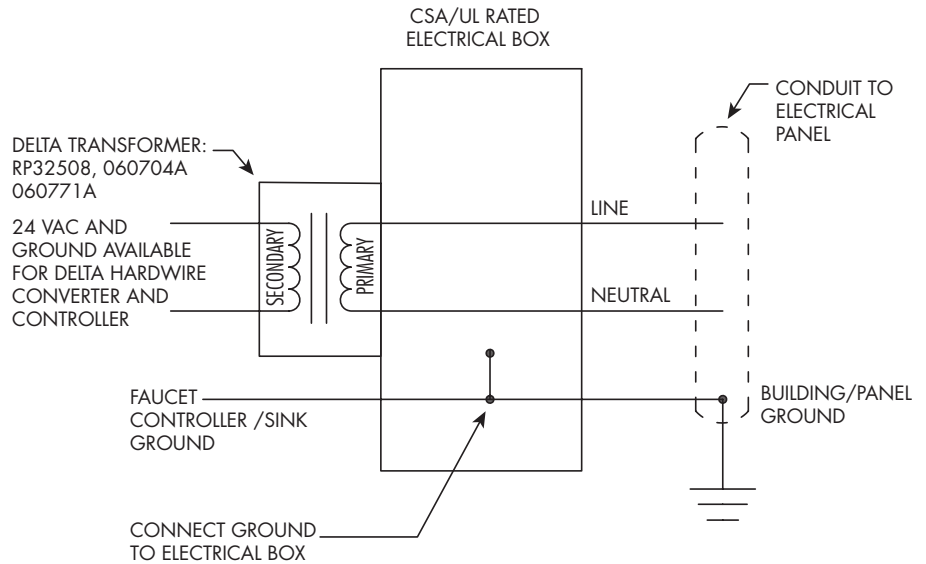 CSA/UL RATED
ELECTRICAL BOX
CONDUIT TO
ELECTRICAL
PANEL
DELTA TRANSFORMER:
RP32508, 060704A
060771A
24 VAC AND
GROUND AVAILABLE
FOR DELTA HARDWIRE
CONVERTER AND
CONTROLLER
SECONDARY
PRIMARY
LINE
NEUTRAL
FAUCET
CONTROLLER /SINK
GROUND
BUILDING/PANEL
GROUND
CONNECT GROUND
TO ELECTRICAL BOX